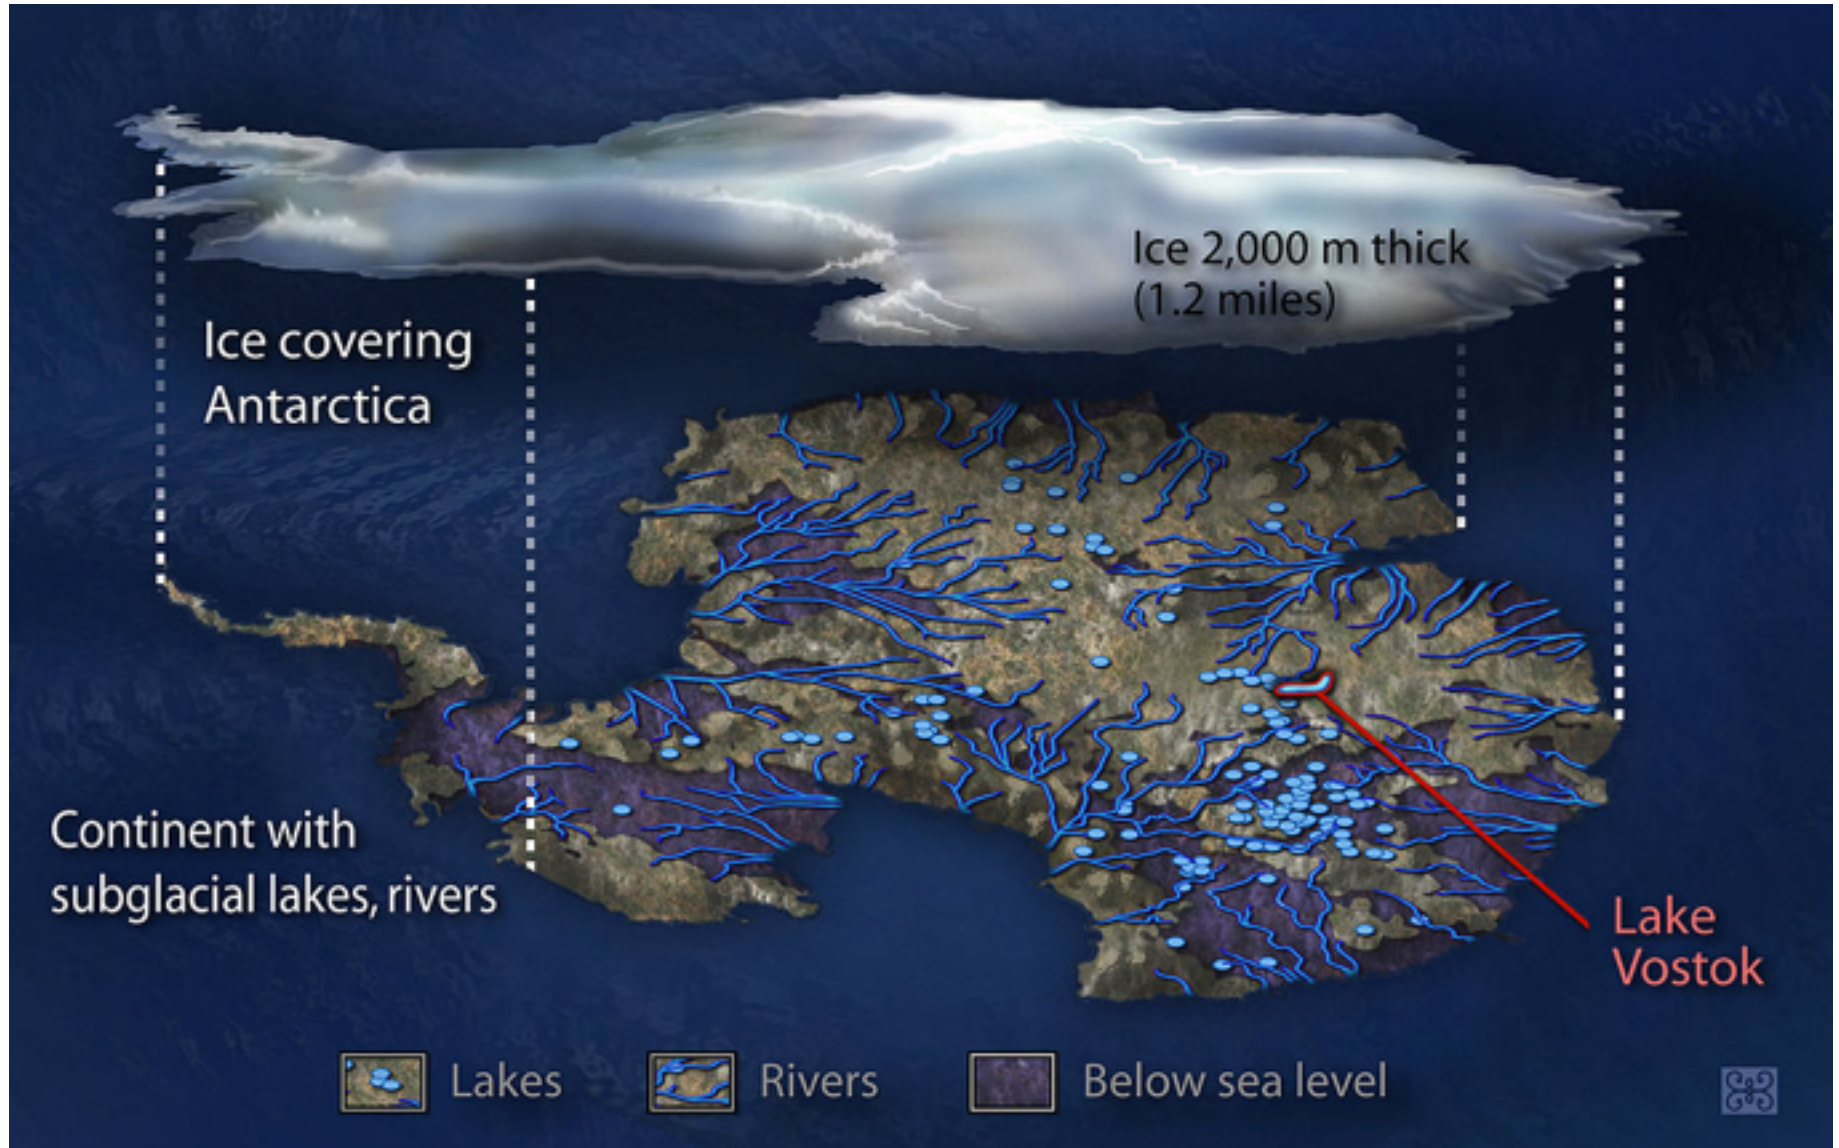 Ice 2,000 m thick
(1.2 miles)
Ice covering
Antarctica
Continent with
subglacial lakes, rivers
Lake
Vostok
Lakes
Rivers
Below sea level